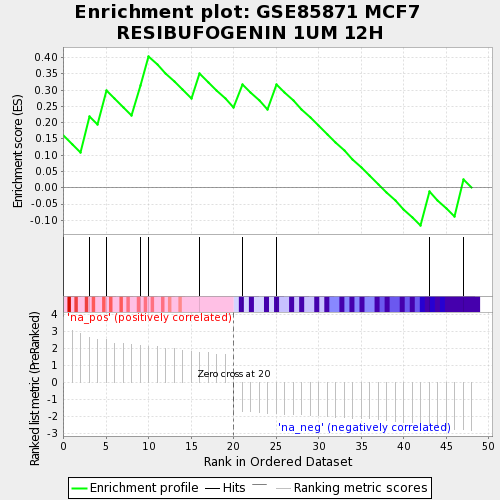 Enrichment plot: GSE85871 MCF7
RESIBUFOGENIN 1UM 12H
Enrichment score (ES)
0.40
0.35
0.30
0.25
0.20
0.15
0.10
0.05
0.00
-0.05
-0.10
'na_pos' (positively correlated)
Ranked list metric (PreRanked)
4
3
2
1
0
-1
-2
-3
Zero cross at 20
'na_neg' (negatively correlated)
0 5 10 15 20 25 30 35 40 45 50
Rank in Ordered Dataset
Enrichment profile Hits Ranking metric scores